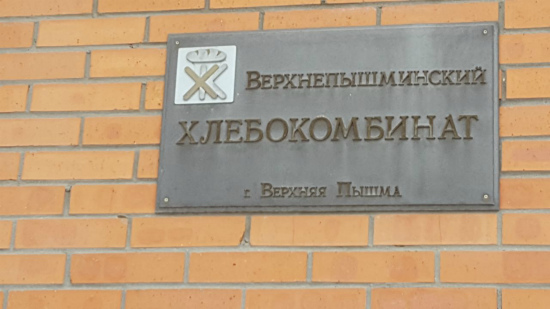 Верхнепышминский
ХЛЕБОКОМБИНАТ
г. Верхняя Пышма